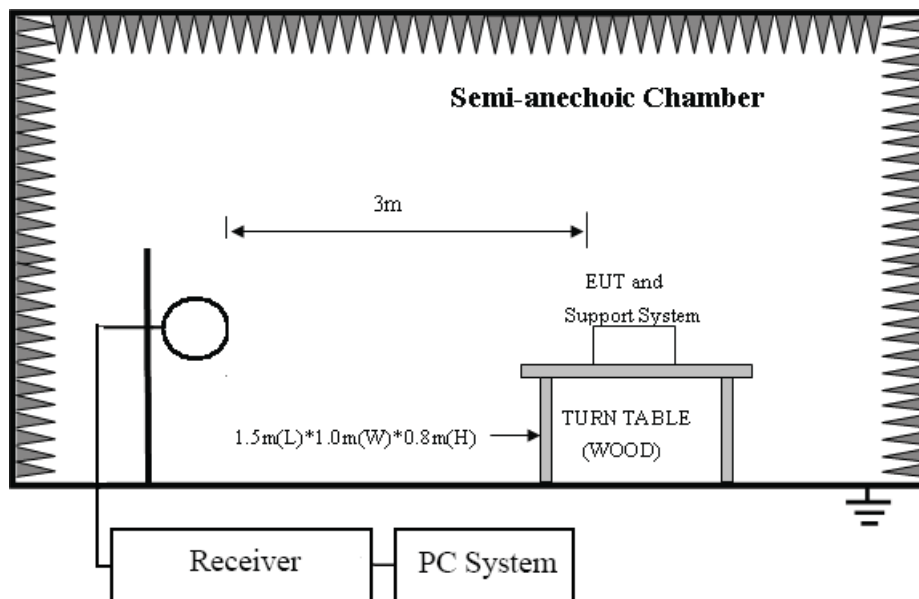 Semi-anechoic Chamber
3m
EUT and
Support System
1.5m(L)*1.0m(W)*0.8m(H)
TURN TABLE
(WOOD)
Receiver
PC System